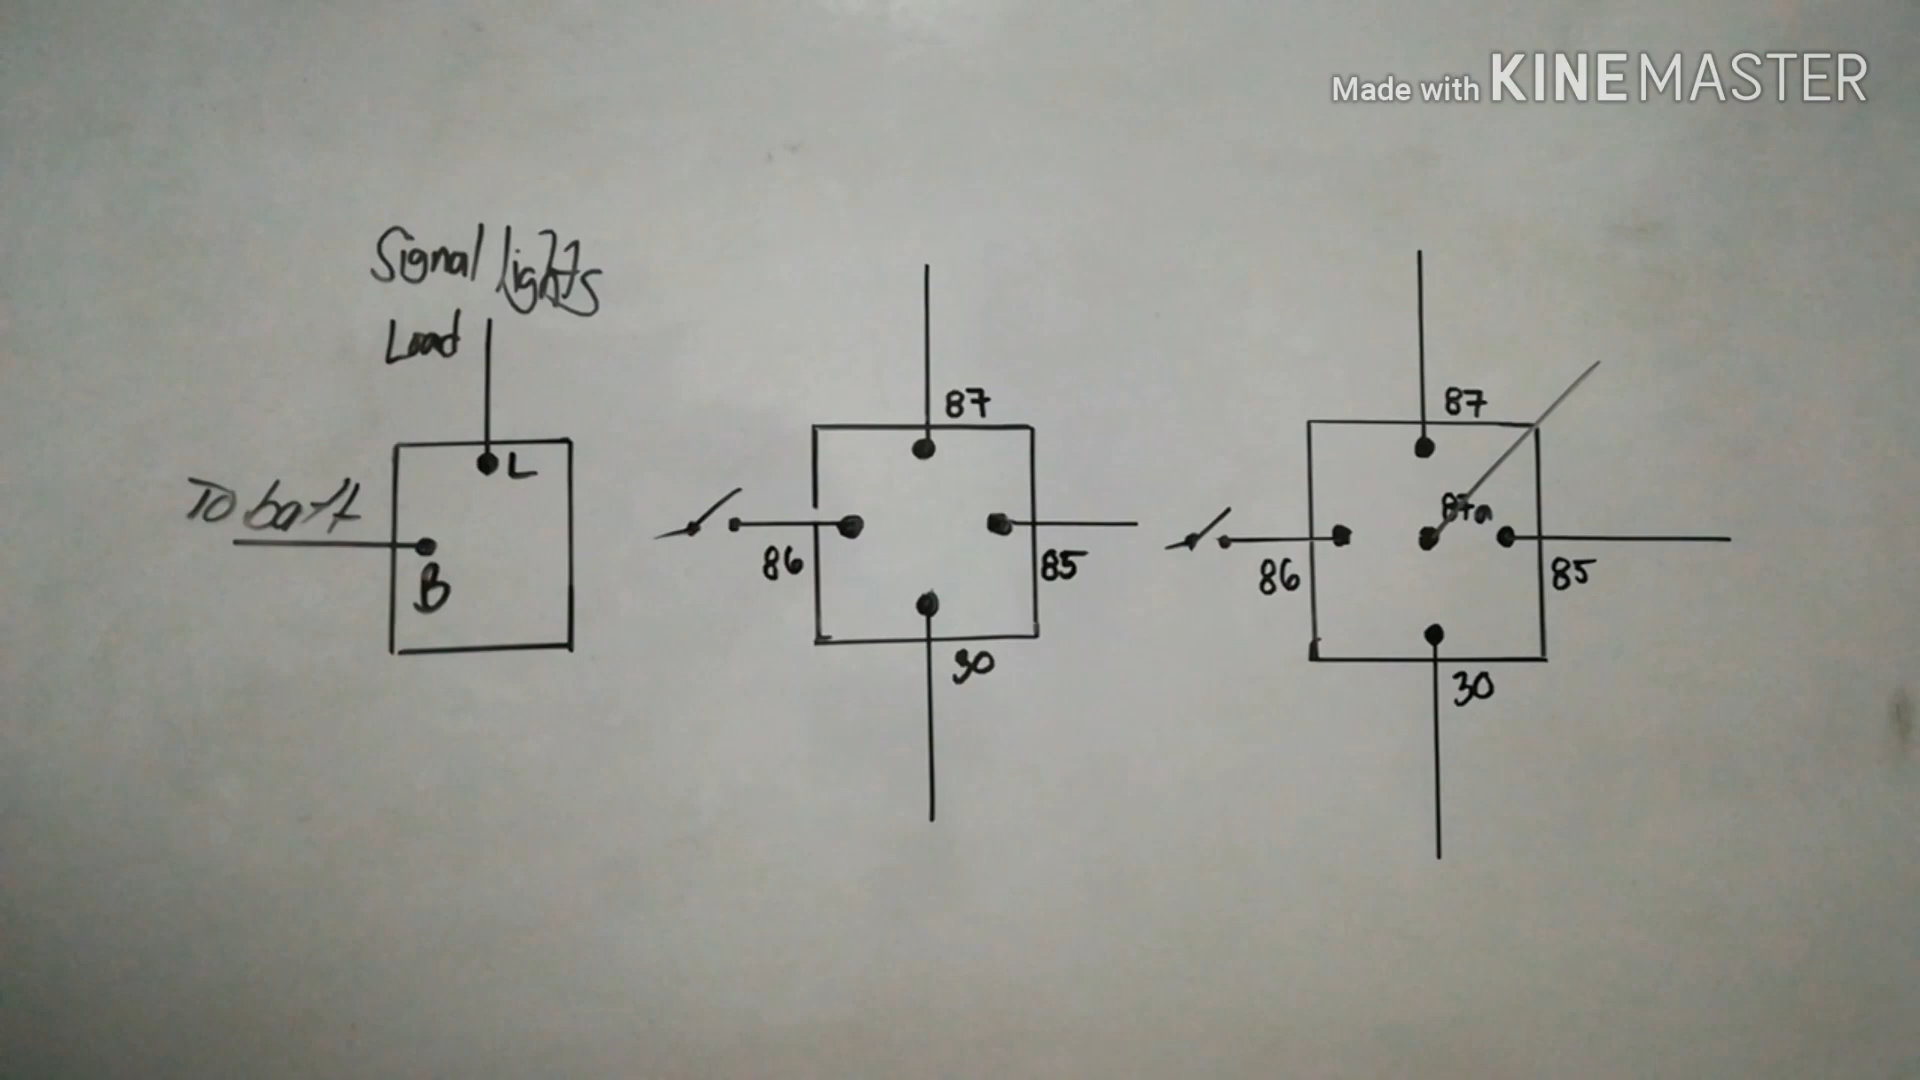 Made with KINEMASTER
Signal lights
Load
L
To batt
B
87
86
85
30
87
87a
86
85
30